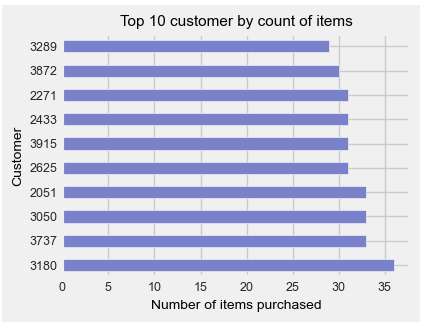 Top 10 customer by count of items
3289
3872
2271
2433
3915
2625
2051
3050
3737
3180
Customer
0 5 10 15 20 25 30 35
Number of items purchased